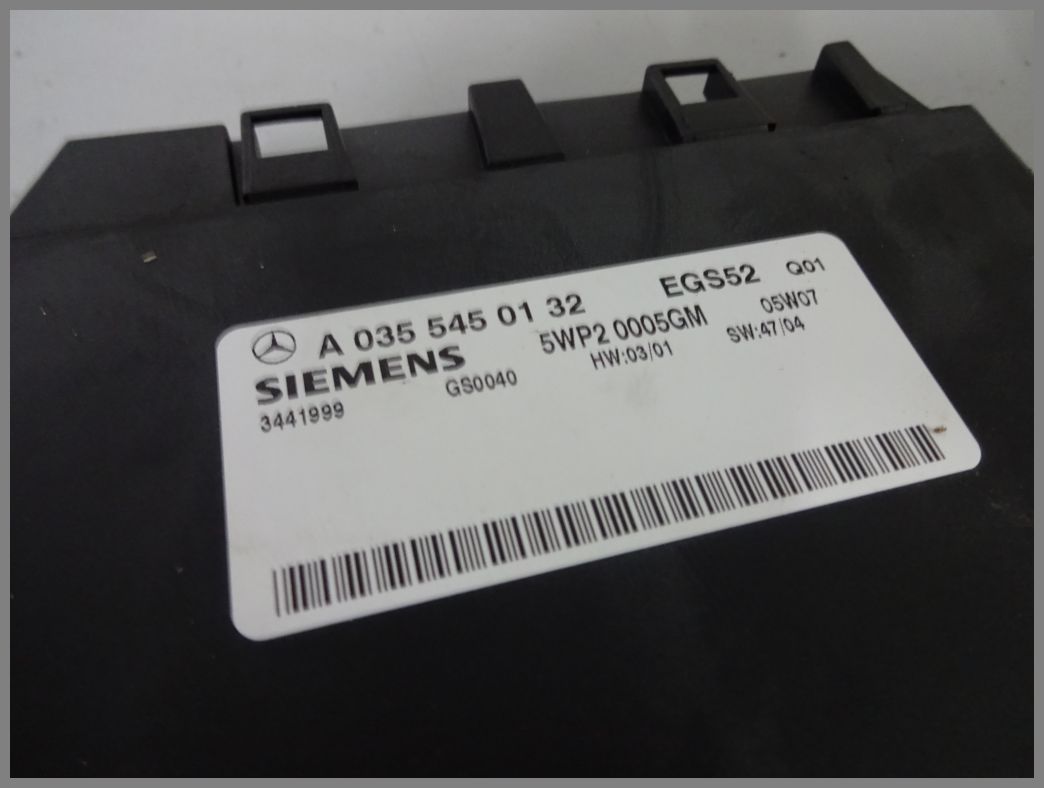 A 035 545 01 32 EGS52 Q01
SIEMENS 5WP2 0005GM 05W07
3441999 GS0040 HW:03/01 SW:47/04